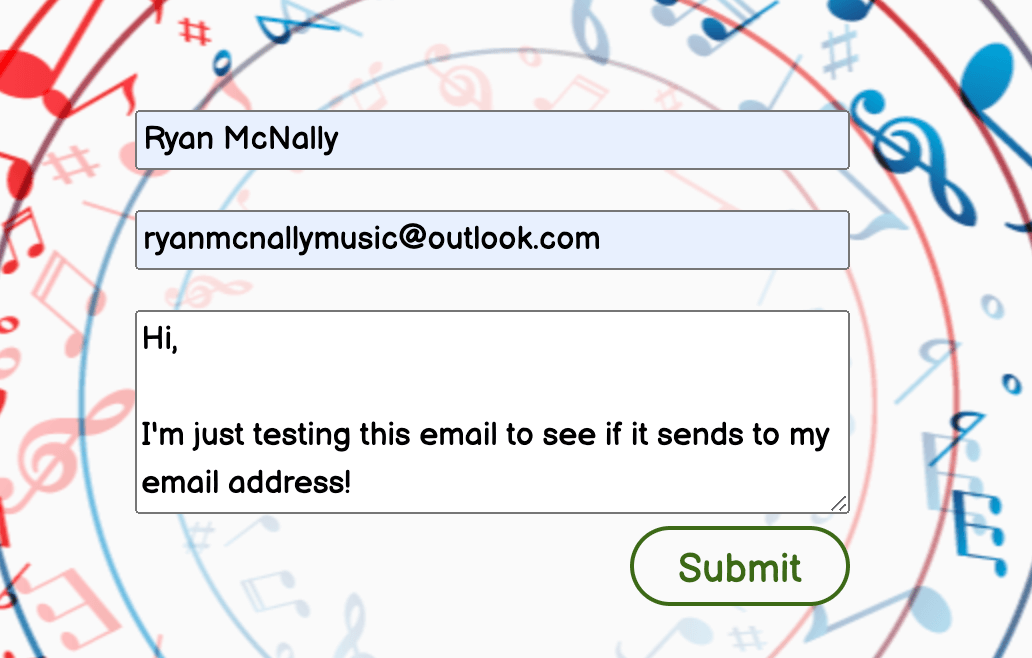 Ryan McNally
ryanmcnallymusic@outlook.com
Hi,
I'm just testing this email to see if it sends to my
email address!
Submit